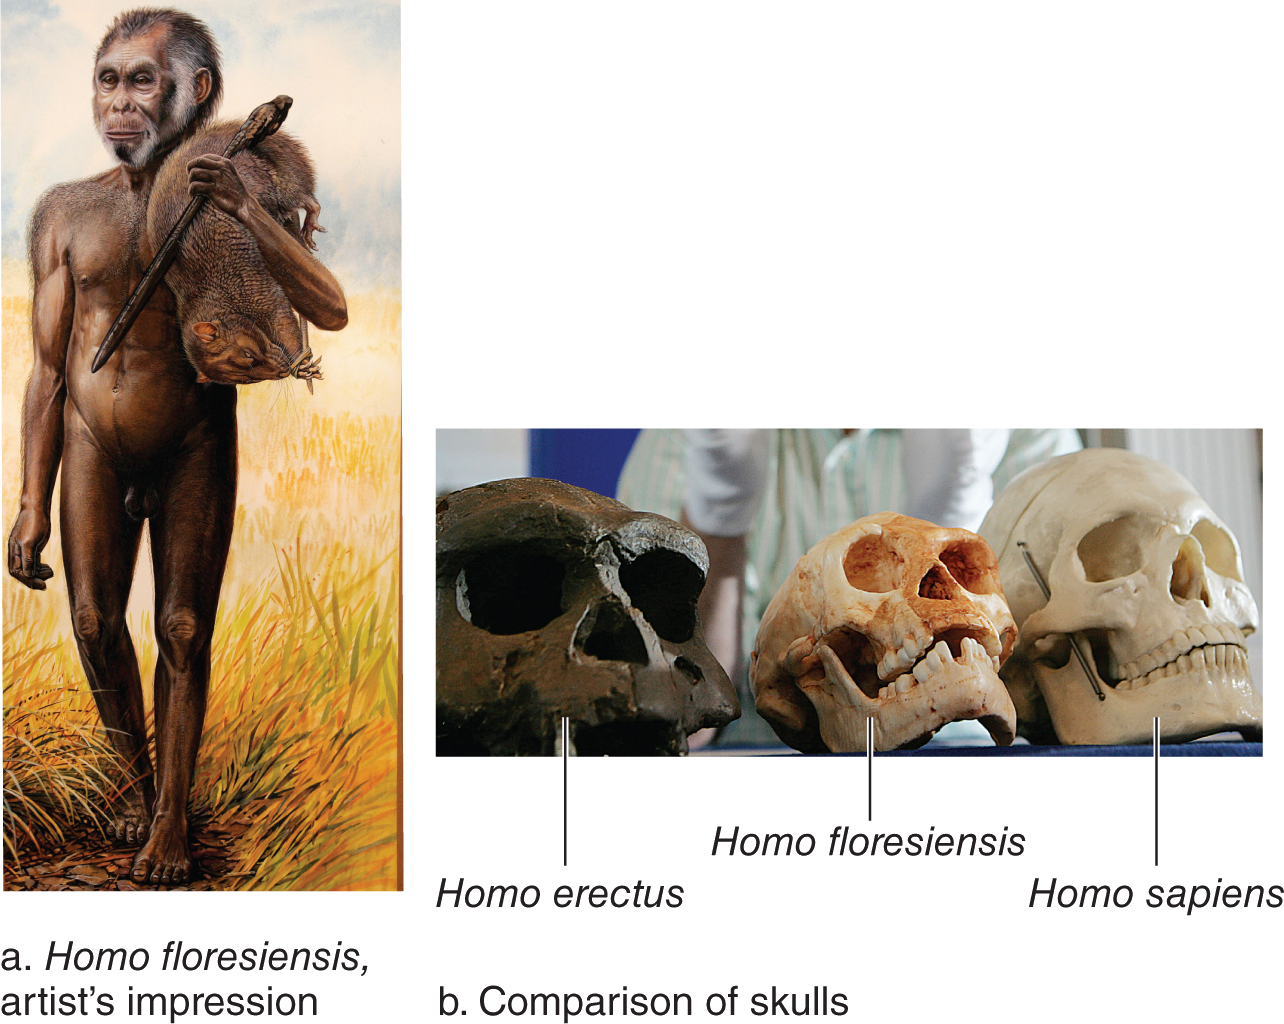 Homo floresiensis
Homo erectus
Homo sapiens
a. Homo floresiensis,
artist’s impression
b. Comparison of skulls